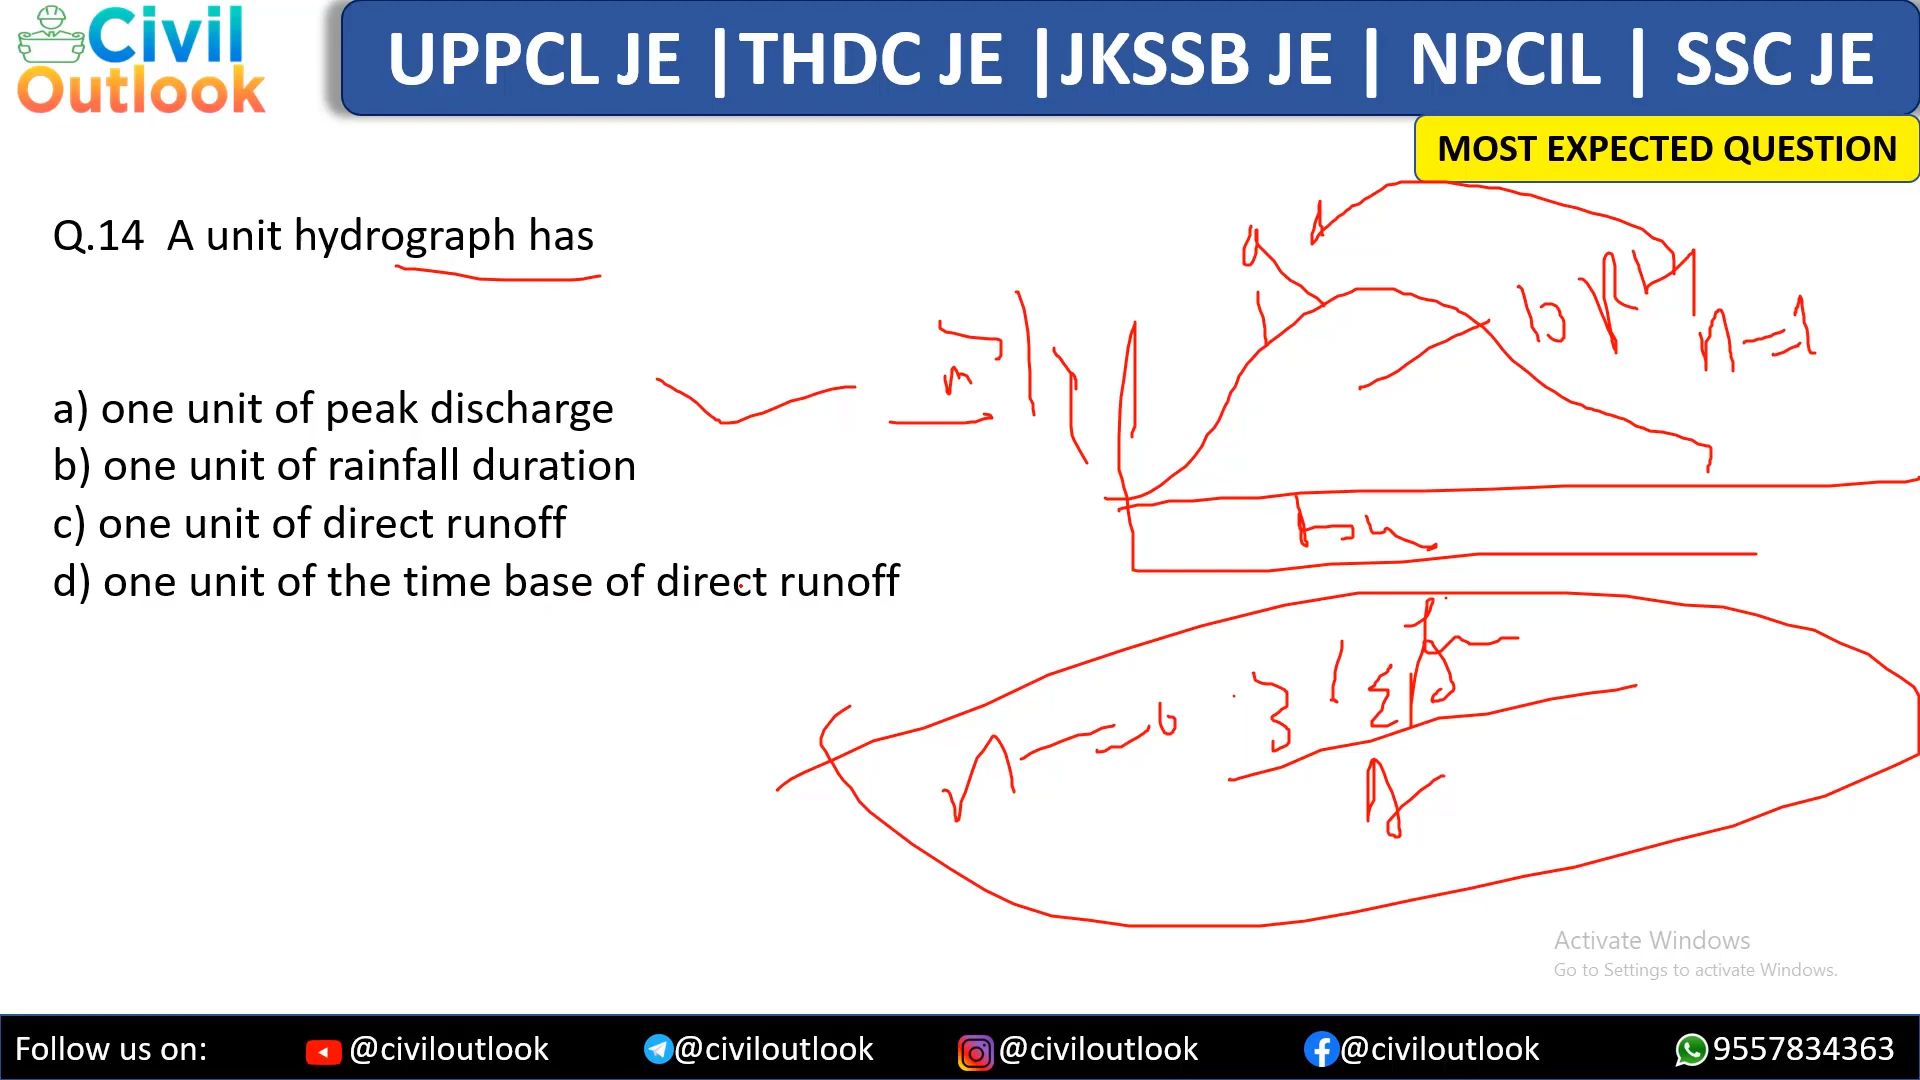 Civil
Outlook
UPPCL JE | THDC JE | JKSSB JE | NPCIL | SSC JE
MOST EXPECTED QUESTION
Q.14 A unit hydrograph has
a) one unit of peak discharge
b) one unit of rainfall duration
c) one unit of direct runoff
d) one unit of the time base of direct runoff
n=1
Activate Windows
Go to Settings to activate Windows.
Follow us on: @civiloutlook @civiloutlook @civiloutlook @civiloutlook 9557834363